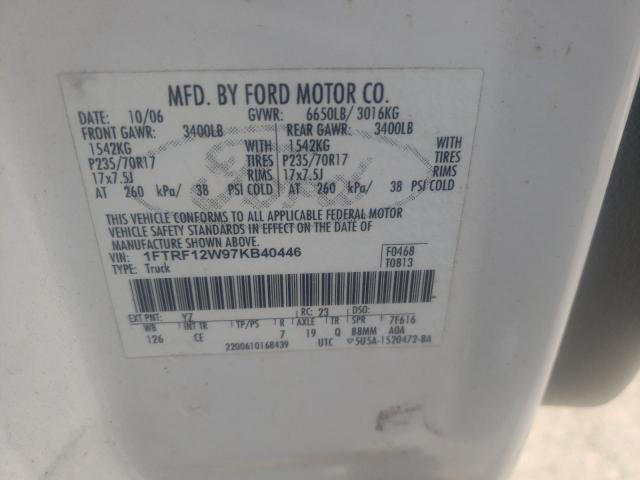 MFD. BY FORD MOTOR CO.
DATE: 10/06 GVWR: 6650LB/ 3016KG
FRONT GAWR: 3400LB REAR GAWR: 3400LB
1542KG WITH 1542KG WITH
P235/70R17 TIRES P235/70R17 TIRES
17x7.5J RIMS 17x7.5J RIMS
AT 260 kPa/ 38 PSI COLD AT 260 kPa/ 38 PSI COLD
THIS VEHICLE CONFORMS TO ALL APPLICABLE FEDERAL MOTOR
VEHICLE SAFETY STANDARDS IN EFFECT ON THE DATE OF
MANUFACTURE SHOWN ABOVE.
VIN: 1FTRF12W97KB40446 F0468
TYPE: Truck T0813
EXT PNT: YZ RC: 23 DSO:
WB INT TR TP/PS R AXLE TR SPR 7F616
126 CE 7 19 Q BBMM AOA
2200610168439 UTC 5U5A-1520472-BA